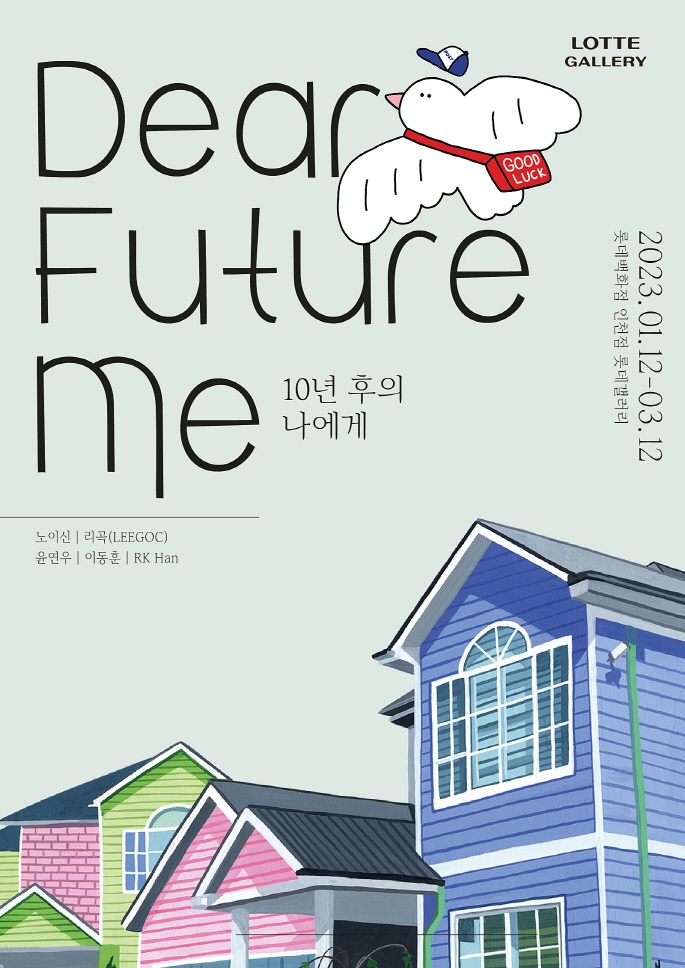 LOTTE
GALLERY
Dear
Future
me
GOOD
LUCK
10년 후의
나에게
2023.01.12-03.12
롯데백화점 인천점 롯데갤러리
노이신 | 리곡(LEEGOC)
윤연우 | 이동훈 | RK Han